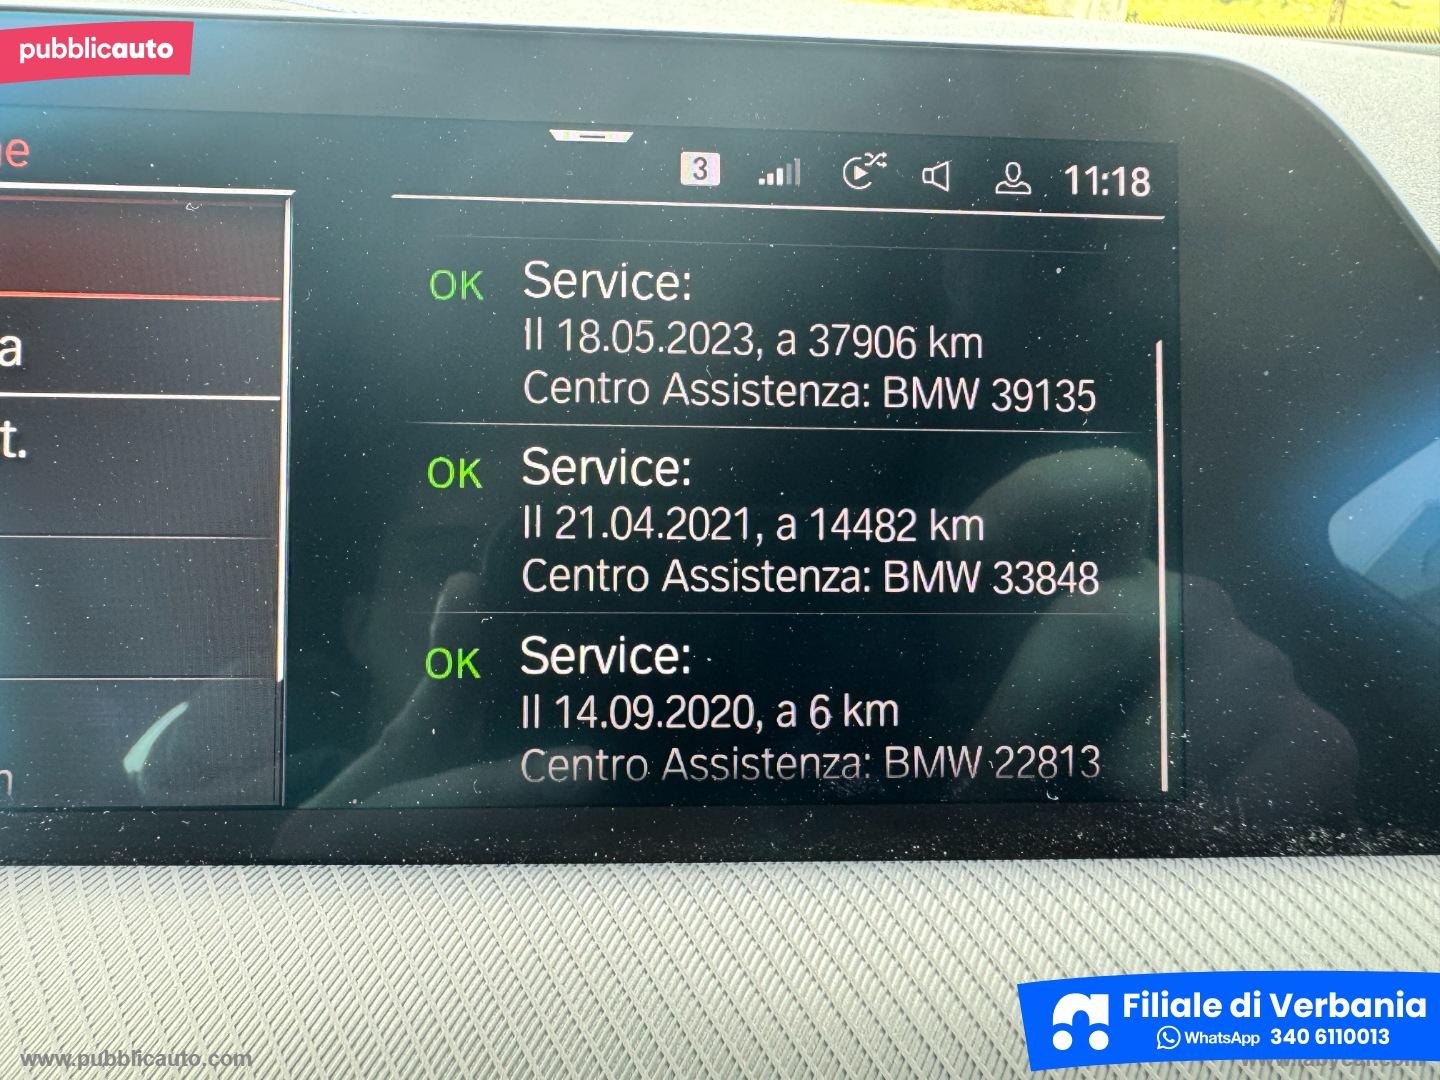 pubblicauto
3
11:18
a
t.
OK Service:
Il 18.05.2023, a 37906 km
Centro Assistenza: BMW 39135
OK Service:
Il 21.04.2021, a 14482 km
Centro Assistenza: BMW 33848
OK Service:
Il 14.09.2020, a 6 km
Centro Assistenza: BMW 22813
Filiale di Verbania
WhatsApp 340 6110013
www.pubblicauto.com